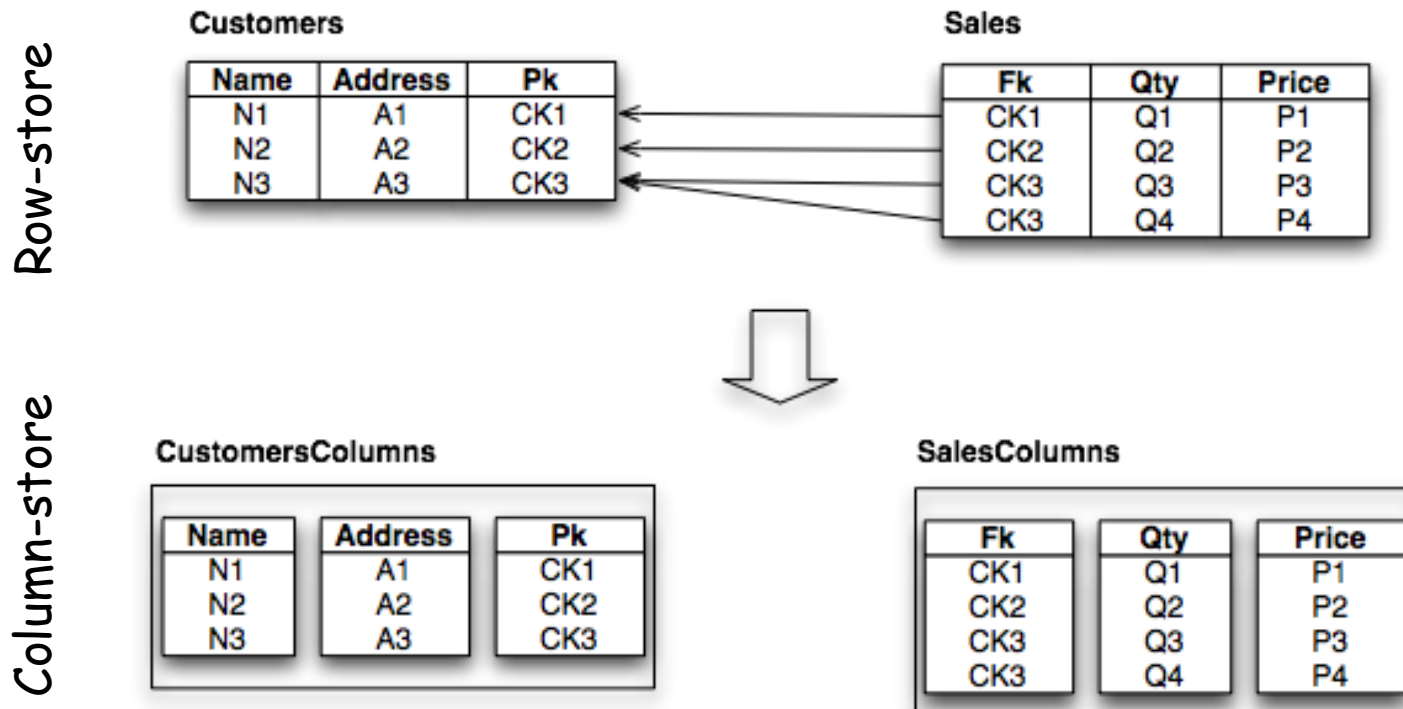 Row-store
Customers
Name Address Pk
N1 A1 CK1
N2 A2 CK2
N3 A3 CK3
Sales
Fk Qty Price
CK1 Q1 P1
CK2 Q2 P2
CK3 Q3 P3
CK3 Q4 P4
Column-store
CustomersColumns
Name Address Pk
N1 A1 CK1
N2 A2 CK2
N3 A3 CK3
SalesColumns
Fk Qty Price
CK1 Q1 P1
CK2 Q2 P2
CK3 Q3 P3
CK3 Q4 P4